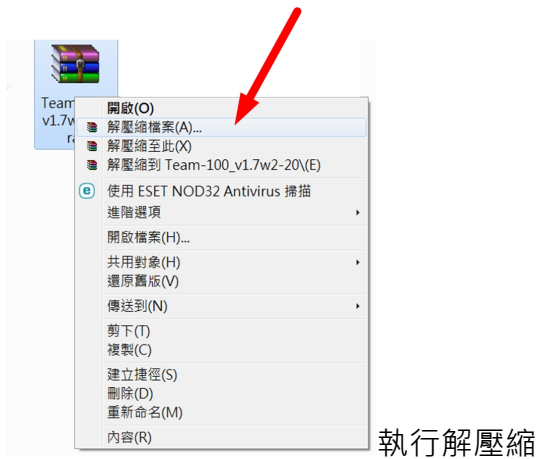 Team
v1.7w
ra
開啟(O)
解壓縮檔案(A)...
解壓縮至此(X)
解壓縮到 Team-100_v1.7w2-20\(E)
使用 ESET NOD32 Antivirus 掃描
進階選項
開啟檔案(H)...
共用對象(H)
還原舊版(V)
傳送到(N)
剪下(T)
複製(C)
建立捷徑(S)
刪除(D)
重新命名(M)
內容(R)
執行解壓縮